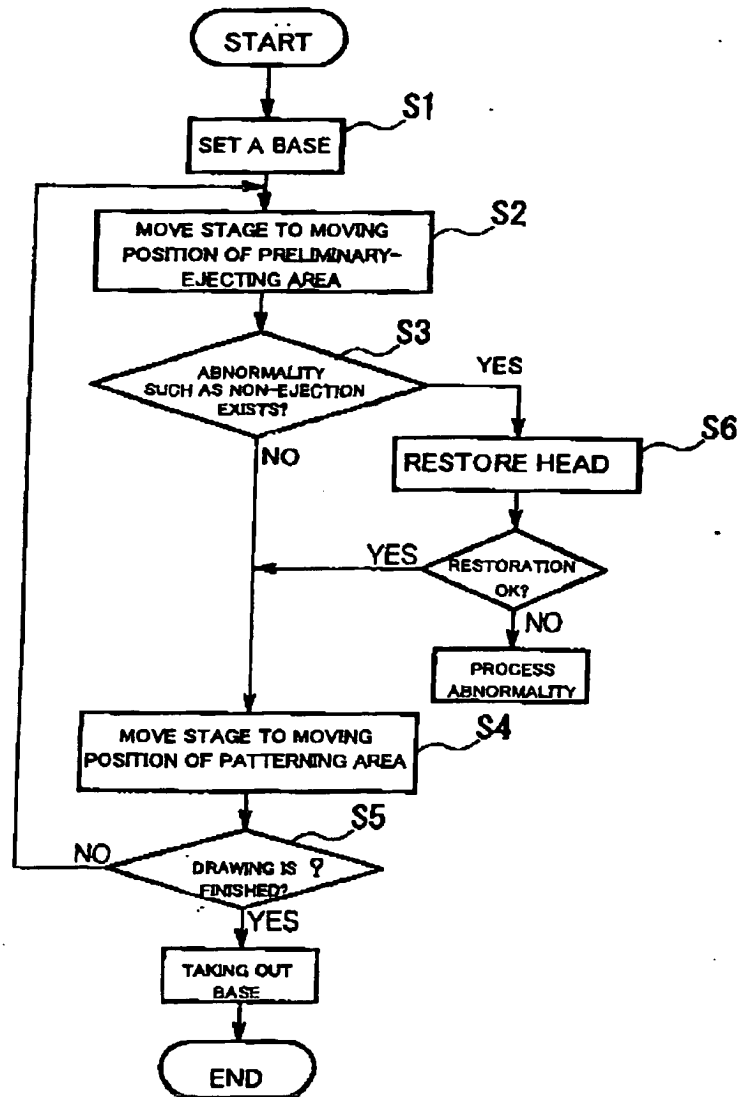 START
S1
SET A BASE
S2
MOVE STAGE TO MOVING
POSITION OF PRELIMINARY-
EJECTING AREA
S3
ABNORMALITY
SUCH AS NON-EJECTION
EXISTS?
YES
NO
S6
RESTORE HEAD
YES
RESTORATION
OK?
NO
PROCESS
ABNORMALITY
S4
MOVE STAGE TO MOVING
POSITION OF PATTERNING AREA
S5
NO
DRAWING IS ?
FINISHED?
YES
TAKING OUT
BASE
END